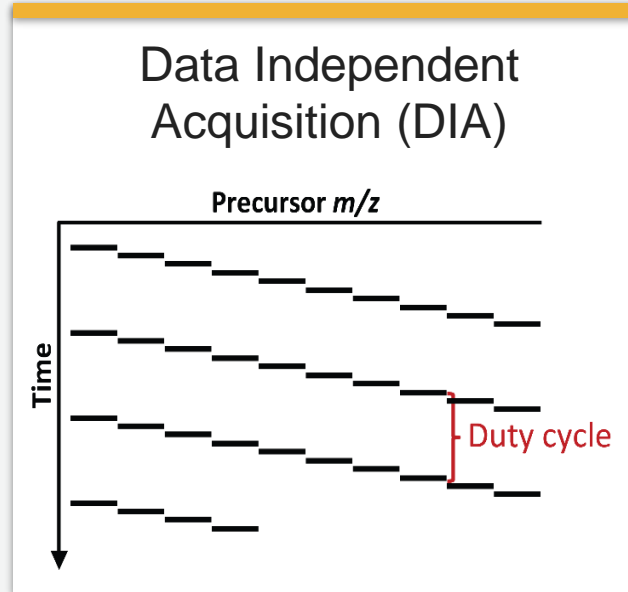 Data Independent
Acquisition (DIA)
Precursor m/z
Time
Duty cycle